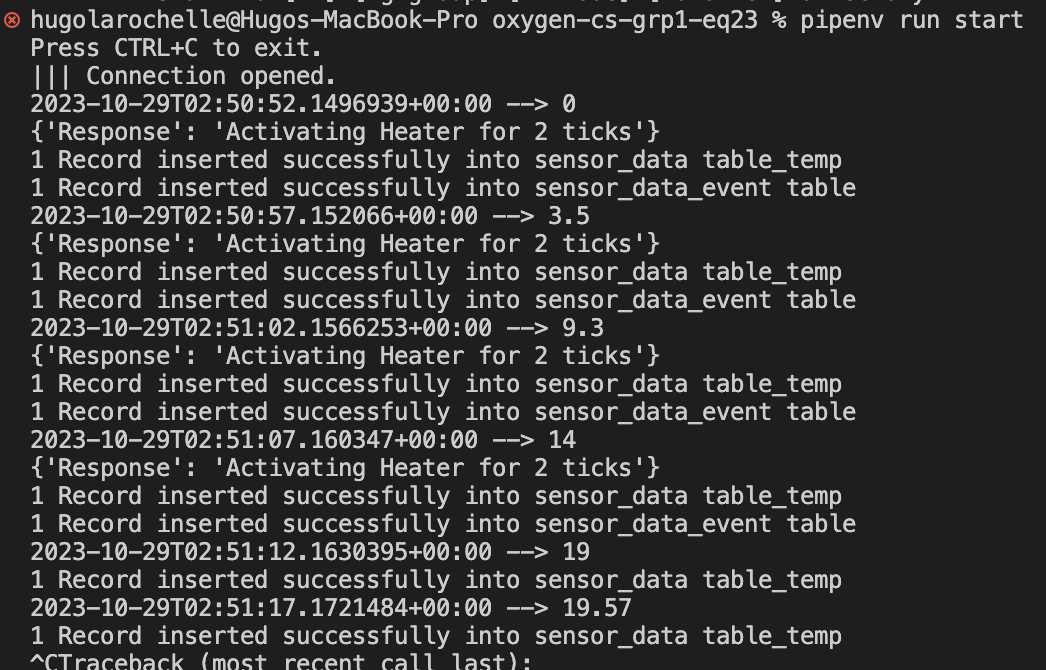 hugolarochelle@Hugos-MacBook-Pro oxygen-cs-grp1-eq23 % pipenv run start
Press CTRL+C to exit.
||| Connection opened.
2023-10-29T02:50:52.1496939+00:00 --> 0
{'Response': 'Activating Heater for 2 ticks'}
1 Record inserted successfully into sensor_data table_temp
1 Record inserted successfully into sensor_data_event table
2023-10-29T02:50:57.152066+00:00 --> 3.5
{'Response': 'Activating Heater for 2 ticks'}
1 Record inserted successfully into sensor_data table_temp
1 Record inserted successfully into sensor_data_event table
2023-10-29T02:51:02.1566253+00:00 --> 9.3
{'Response': 'Activating Heater for 2 ticks'}
1 Record inserted successfully into sensor_data table_temp
1 Record inserted successfully into sensor_data_event table
2023-10-29T02:51:07.160347+00:00 --> 14
{'Response': 'Activating Heater for 2 ticks'}
1 Record inserted successfully into sensor_data table_temp
1 Record inserted successfully into sensor_data_event table
2023-10-29T02:51:12.1630395+00:00 --> 19
1 Record inserted successfully into sensor_data table_temp
2023-10-29T02:51:17.1721484+00:00 --> 19.57
1 Record inserted successfully into sensor_data table_temp
^CTraceback (most recent call last):